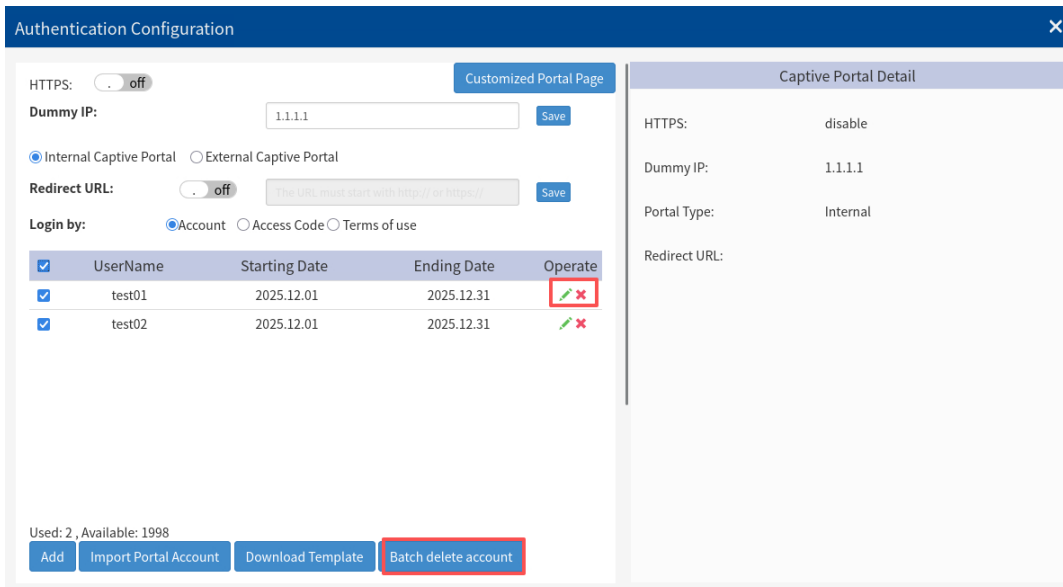 Authentication Configuration
HTTPS: off Customized Portal Page
Dummy IP: 1.1.1.1 Save
Internal Captive Portal External Captive Portal
Redirect URL: off The URL must start with http:// or https:// Save
Login by: Account Access Code Terms of use
UserName Starting Date Ending Date Operate
test01 2025.12.01 2025.12.31
test02 2025.12.01 2025.12.31
Used: 2 , Available: 1998
Add Import Portal Account Download Template Batch delete account
Captive Portal Detail
HTTPS: disable
Dummy IP: 1.1.1.1
Portal Type: Internal
Redirect URL: